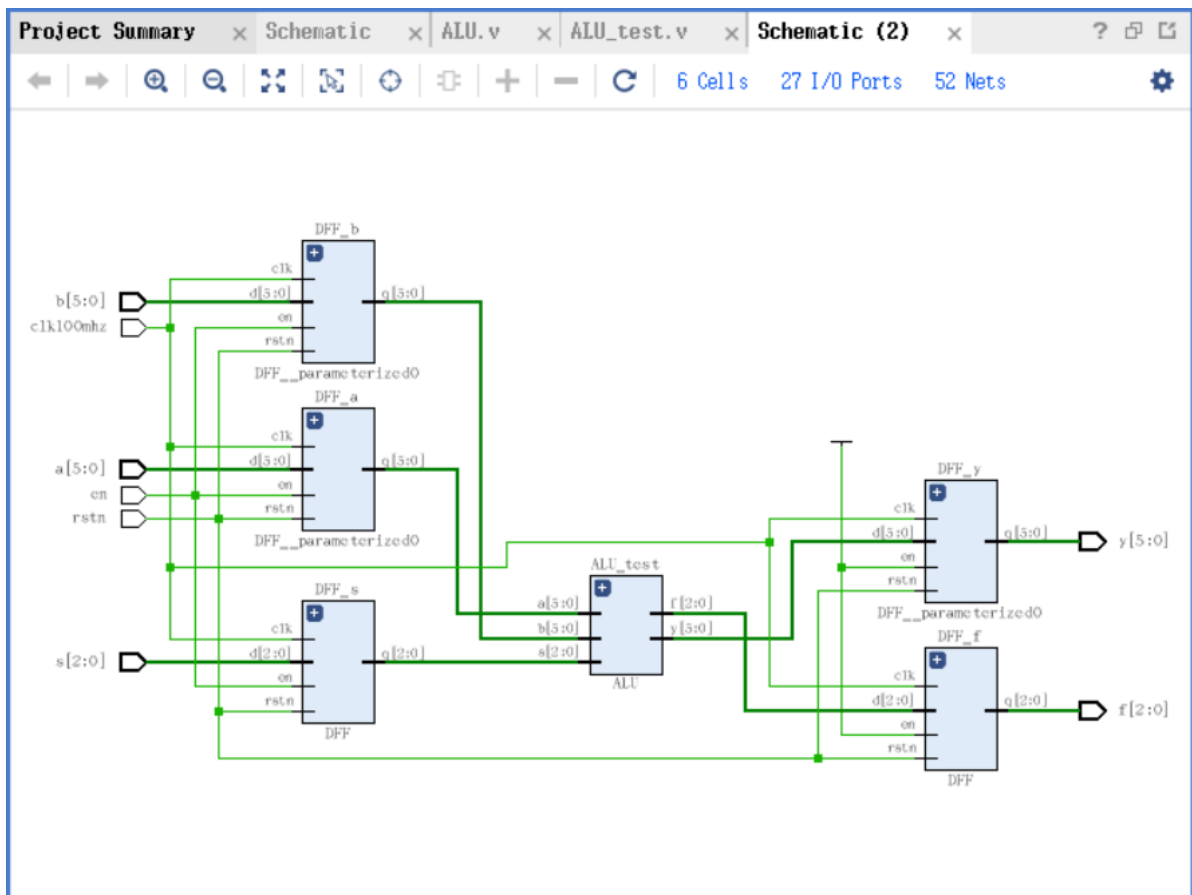 Project Summary × Schematic × ALU.v × ALU_test.v × Schematic (2) × ?
6 Cells 27 I/O Ports 52 Nets
DFF_b
clk
b[5:0] d[5:0] q[5:0]
clk100mhz en
rstn
DFF__parameterized0
DFF_a
clk
a[5:0] d[5:0] q[5:0]
en en
rstn rstn
DFF__parameterized0
DFF_s
clk
s[2:0] d[2:0] q[2:0]
en
rstn
DFF
ALU_test
a[5:0] f[2:0]
b[5:0] y[5:0]
s[2:0]
ALU
DFF_y
clk
d[5:0] q[5:0] y[5:0]
en
rstn
DFF__parameterized0
DFF_f
clk
d[2:0] q[2:0] f[2:0]
en
rstn
DFF